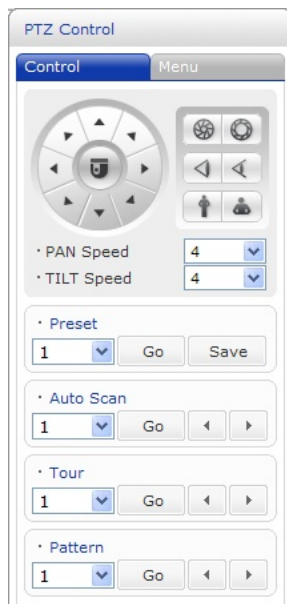 PTZ Control
Control Menu
· PAN Speed 4
· TILT Speed 4
· Preset
1 Go Save
· Auto Scan
1 Go
· Tour
1 Go
· Pattern
1 Go